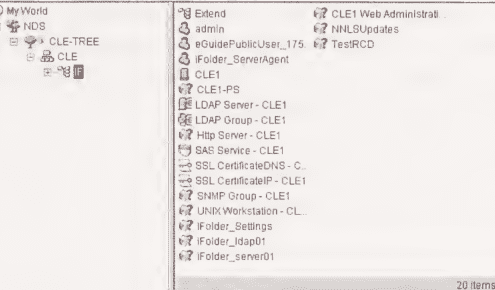 My World
NDS
CLE-TREE
CLE
IF
Extend
admin
eGuidePublicUser_175.
iFolder_ServerAgent
CLE1
CLE1-PS
LDAP Server - CLE1
LDAP Group - CLE1
Http Server - CLE1
SAS Service - CLE1
SSL CertificateDNS - C...
SSL CertificateIP - CLE1
SNMP Group - CLE1
UNIX Workstation - CL...
iFolder_Settings
iFolder_ldap01
iFolder_server01
CLE1 Web Administrati...
NNLSUpdates
TestRCD
20 items